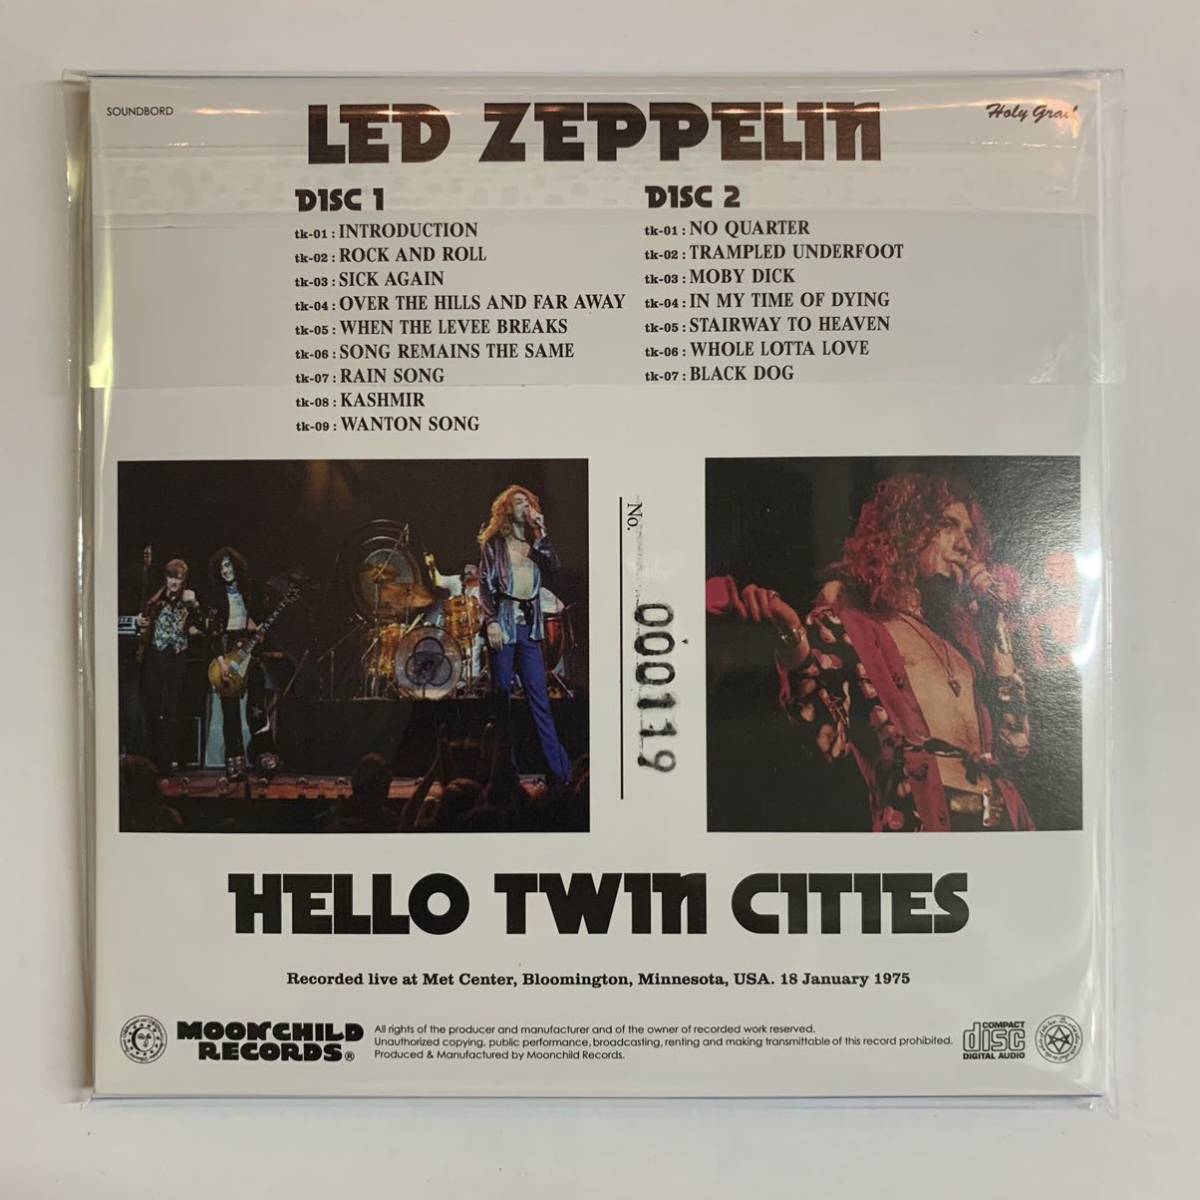 SOUNDBORD
Holy Grail
LED ZEPPELIN
DISC 1
tk-01 : INTRODUCTION
tk-02 : ROCK AND ROLL
tk-03 : SICK AGAIN
tk-04 : OVER THE HILLS AND FAR AWAY
tk-05 : WHEN THE LEVEE BREAKS
tk-06 : SONG REMAINS THE SAME
tk-07 : RAIN SONG
tk-08 : KASHMIR
tk-09 : WANTON SONG
DISC 2
tk-01 : NO QUARTER
tk-02 : TRAMPLED UNDERFOOT
tk-03 : MOBY DICK
tk-04 : IN MY TIME OF DYING
tk-05 : STAIRWAY TO HEAVEN
tk-06 : WHOLE LOTTA LOVE
tk-07 : BLACK DOG
No. 000119
HELLO TWIN CITIES
Recorded live at Met Center, Bloomington, Minnesota, USA. 18 January 1975
MOONCHILD
RECORDS®
All rights of the producer and manufacturer and of the owner of recorded work reserved.
Unauthorized copying, public performance, broadcasting, renting and making transmittable of this record prohibited.
Produced & Manufactured by Moonchild Records.
COMPACT
disc
DIGITAL AUDIO